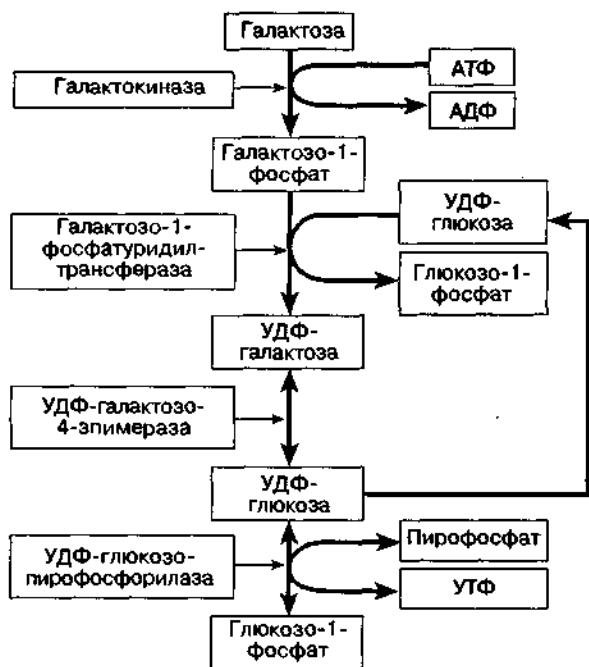 Галактоза
Галактокиназа
АТФ
АДФ
Галактозо-1-
фосфат
Галактозо-1-
фосфатуридил-
трансфераза
УДФ-
глюкоза
Глюкозо-1-
фосфат
УДФ-
галактоза
УДФ-галактозо-
4-эпимераза
УДФ-
глюкоза
УДФ-глюкозо-
пирофосфорилаза
Пирофосфат
УТФ
Глюкозо-1-
фосфат